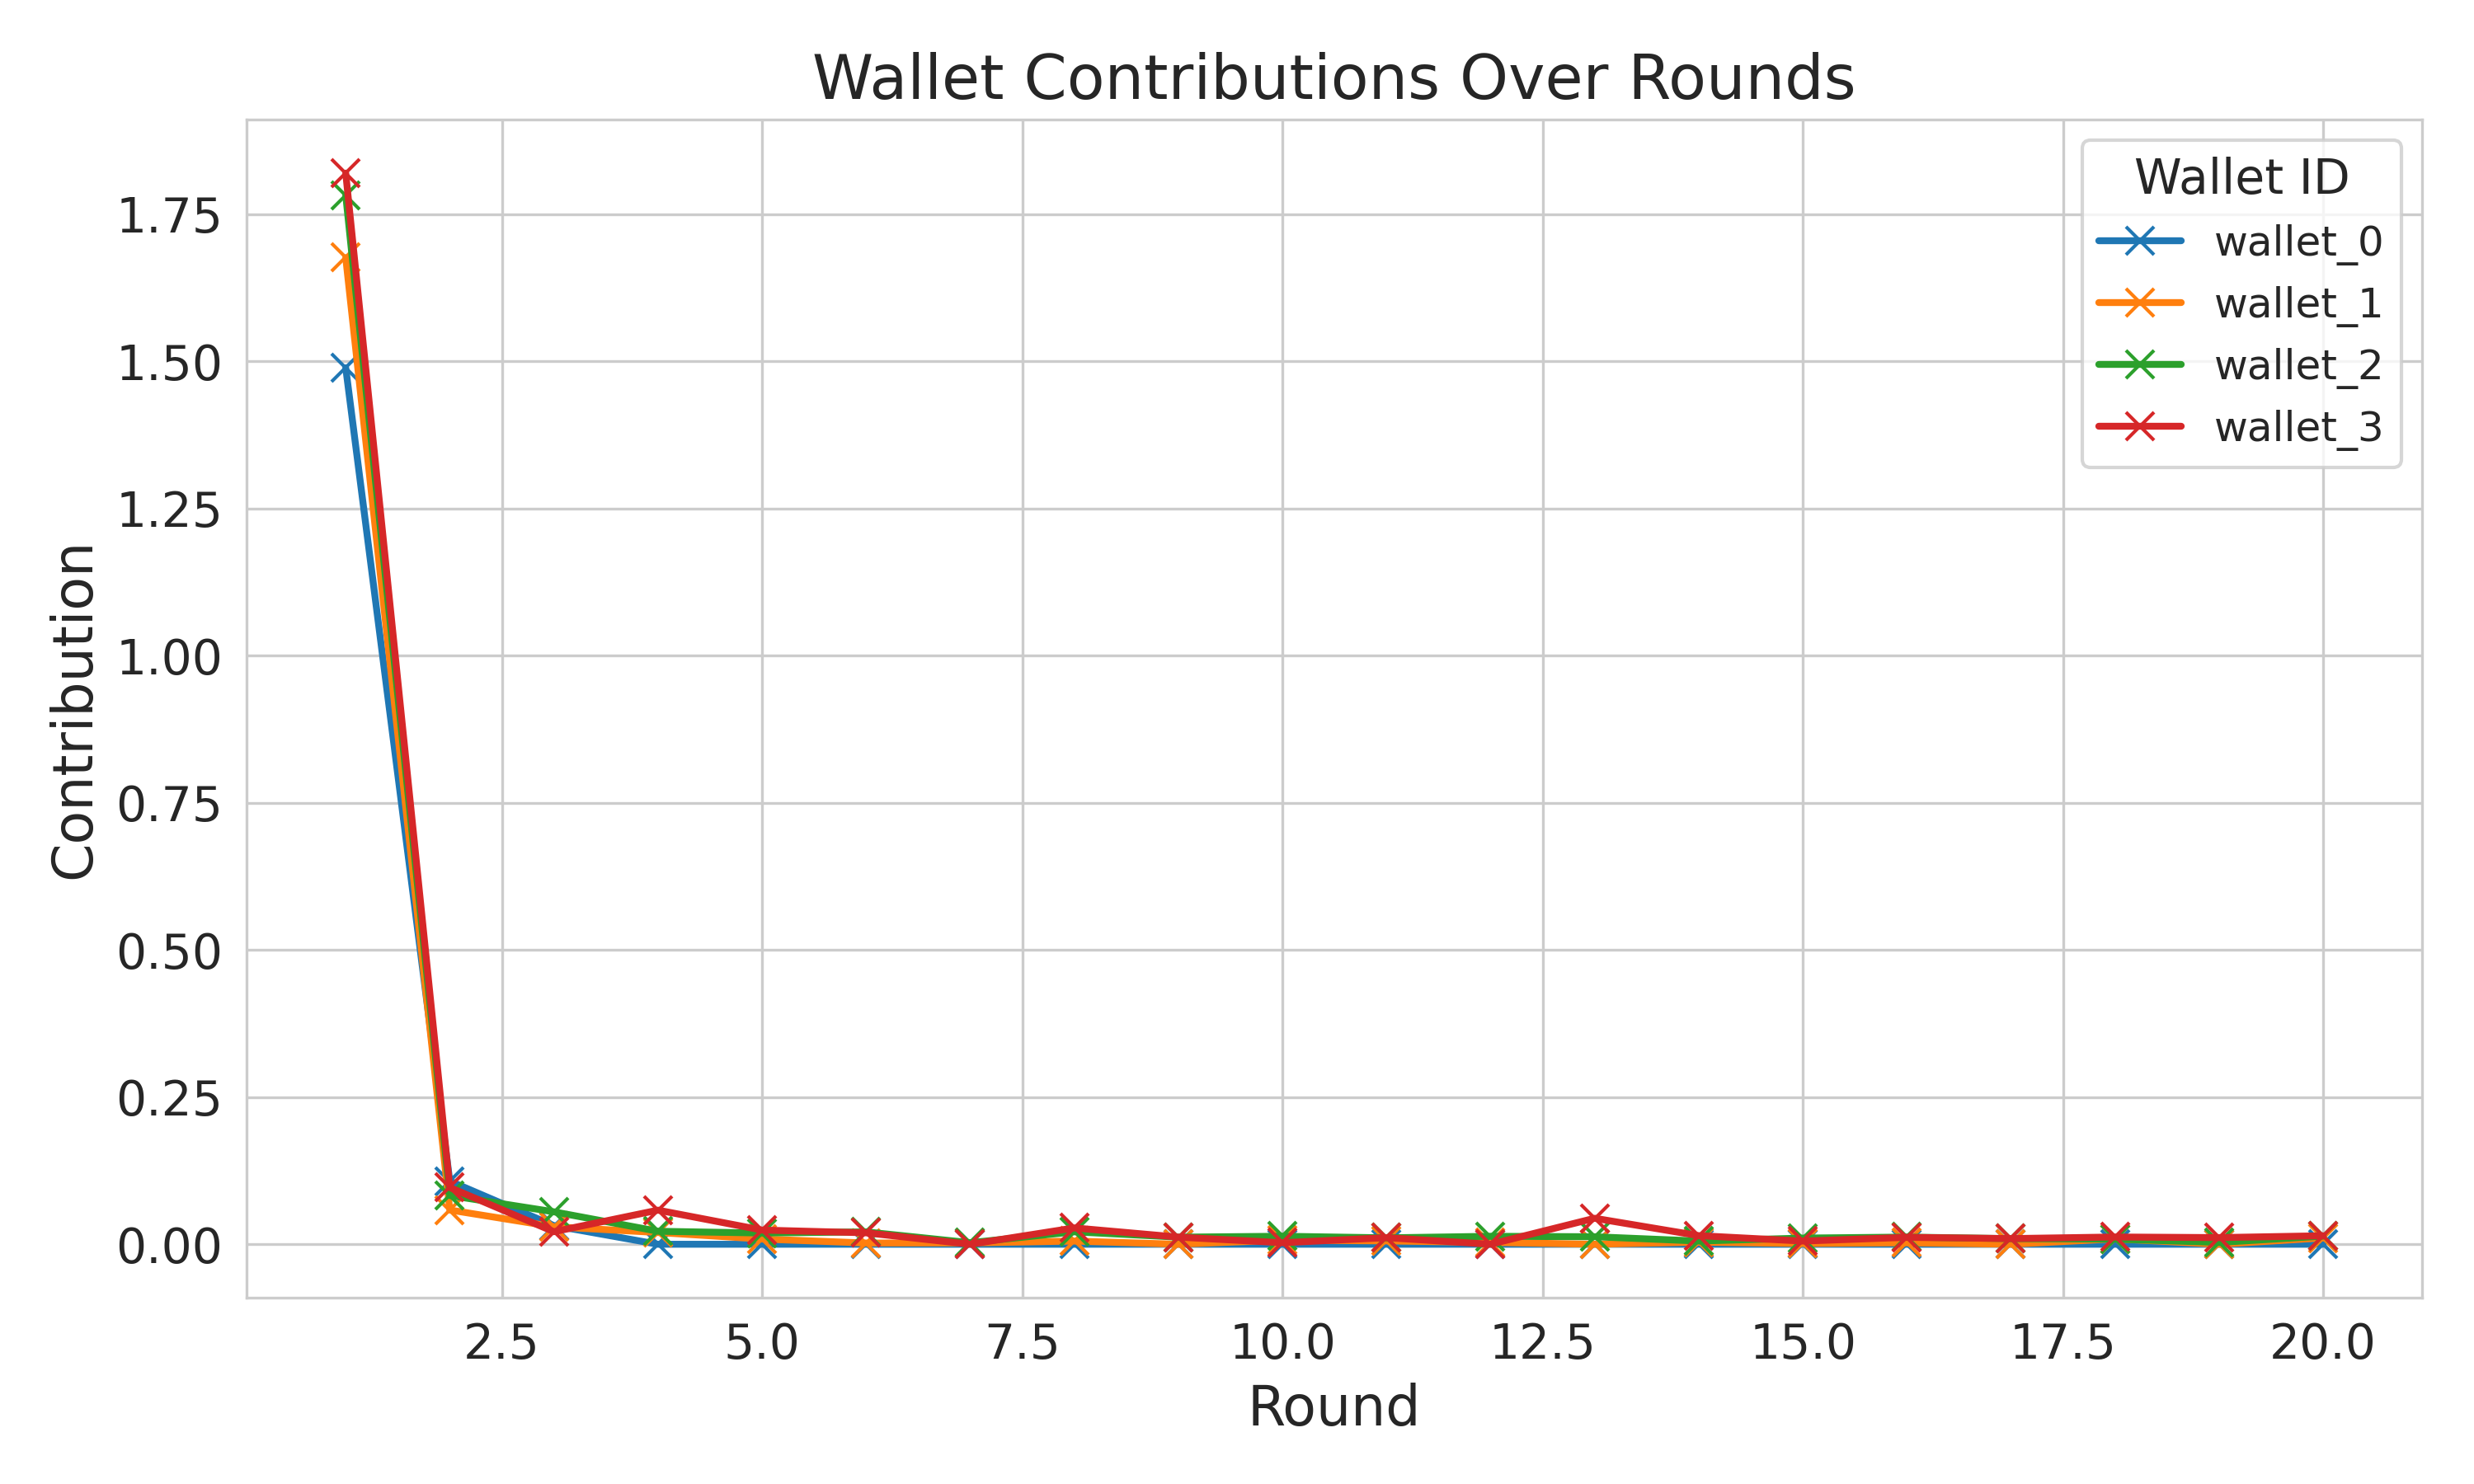 Wallet Contributions Over Rounds
Wallet ID
wallet_0
wallet_1
wallet_2
wallet_3
Contribution
1.75
1.50
1.25
1.00
0.75
0.50
0.25
0.00
2.5 5.0 7.5 10.0 12.5 15.0 17.5 20.0
Round